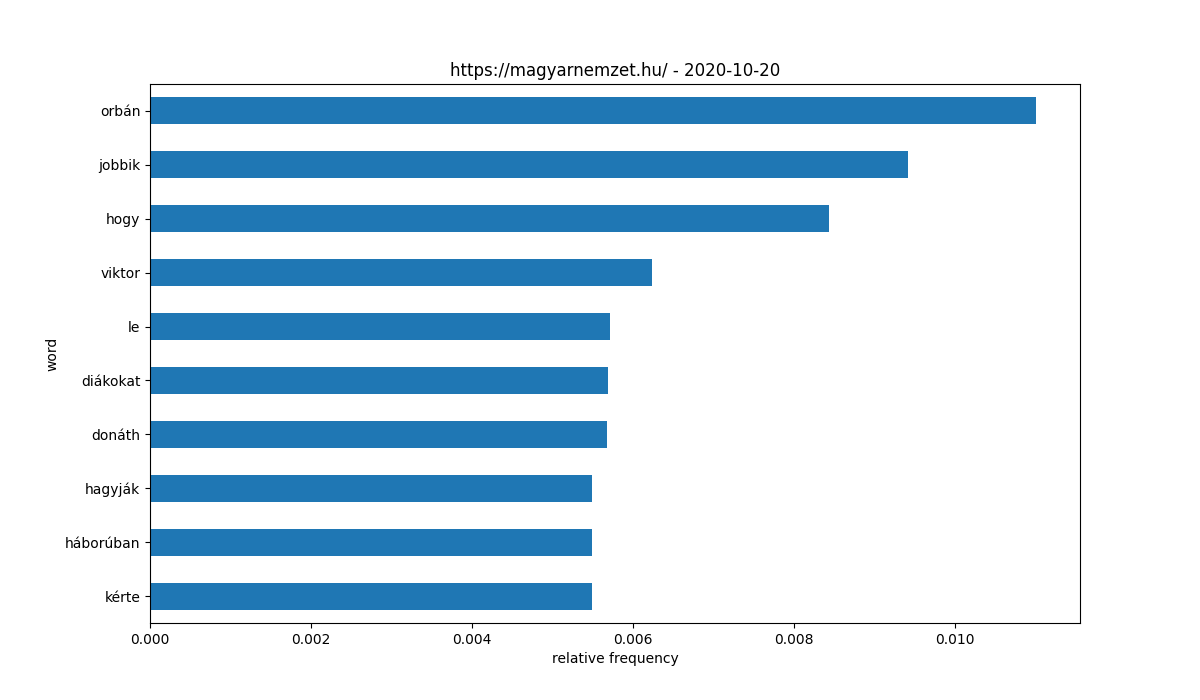 https://magyarnemzet.hu/ - 2020-10-20
orbán
jobbik
hogy
viktor
le
diákokat
donáth
hagyják
háborúban
kérte
word
0.000 0.002 0.004 0.006 0.008 0.010
relative frequency